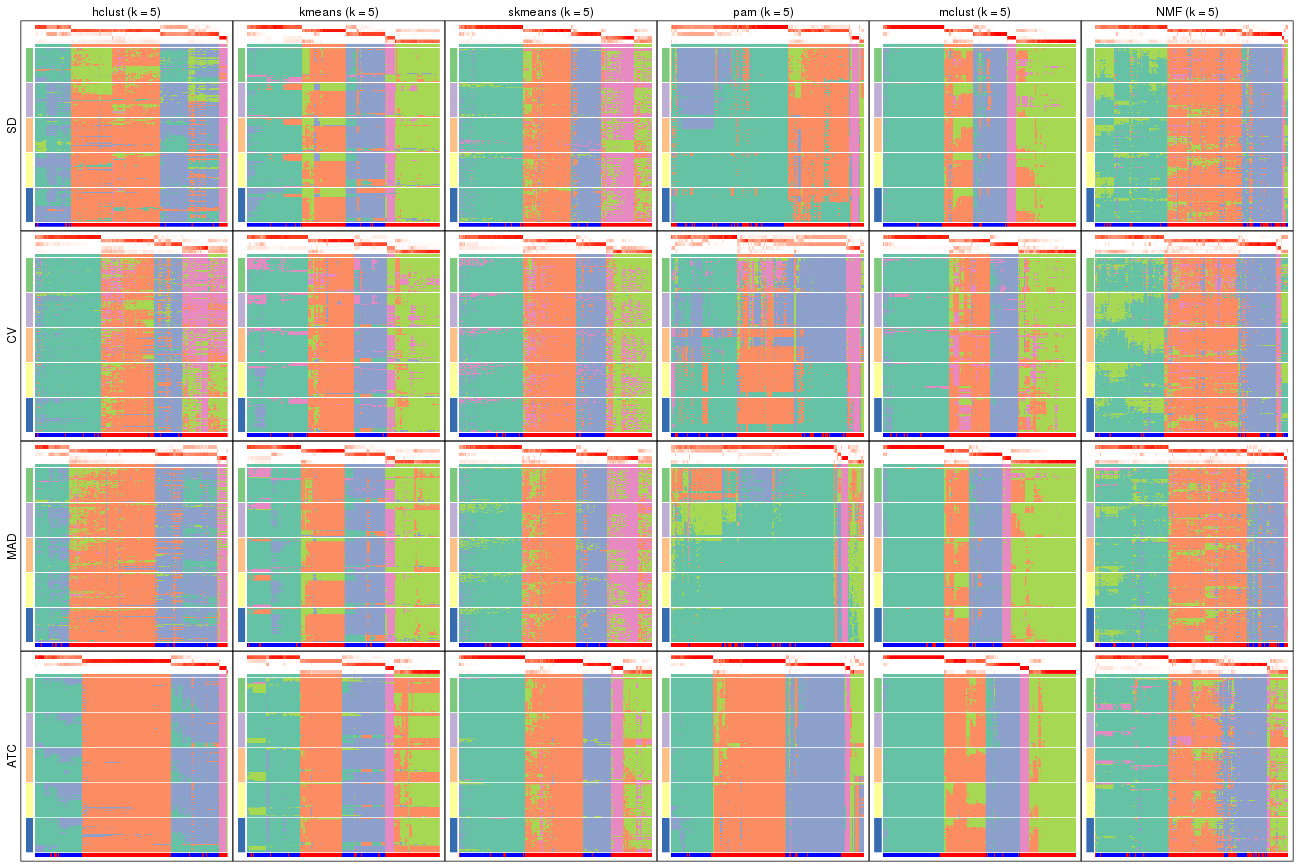 hclust (k = 5) kmeans (k = 5) skmeans (k = 5) pam (k = 5) mclust (k = 5) NMF (k = 5)
SD
CV
MAD
ATC